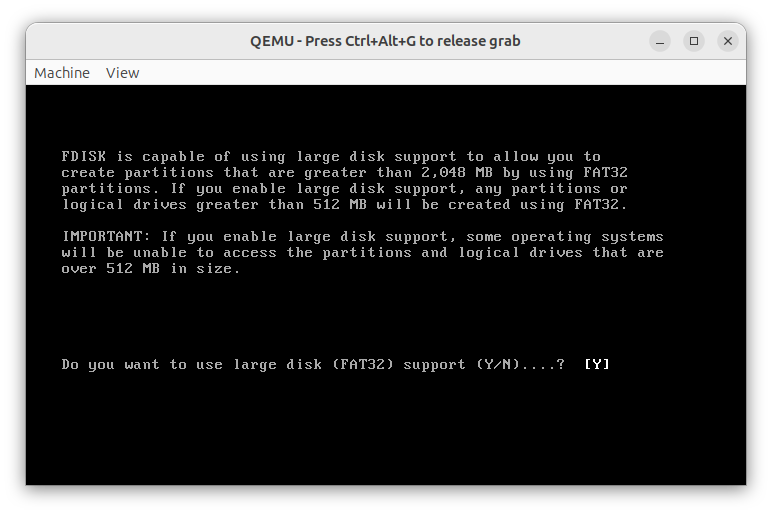 QEMU - Press Ctrl+Alt+G to release grab
Machine View
FDISK is capable of using large disk support to allow you to
create partitions that are greater than 2,048 MB by using FAT32
partitions. If you enable large disk support, any partitions or
logical drives greater than 512 MB will be created using FAT32.
IMPORTANT: If you enable large disk support, some operating systems
will be unable to access the partitions and logical drives that are
over 512 MB in size.
Do you want to use large disk (FAT32) support (Y/N)....? [Y]